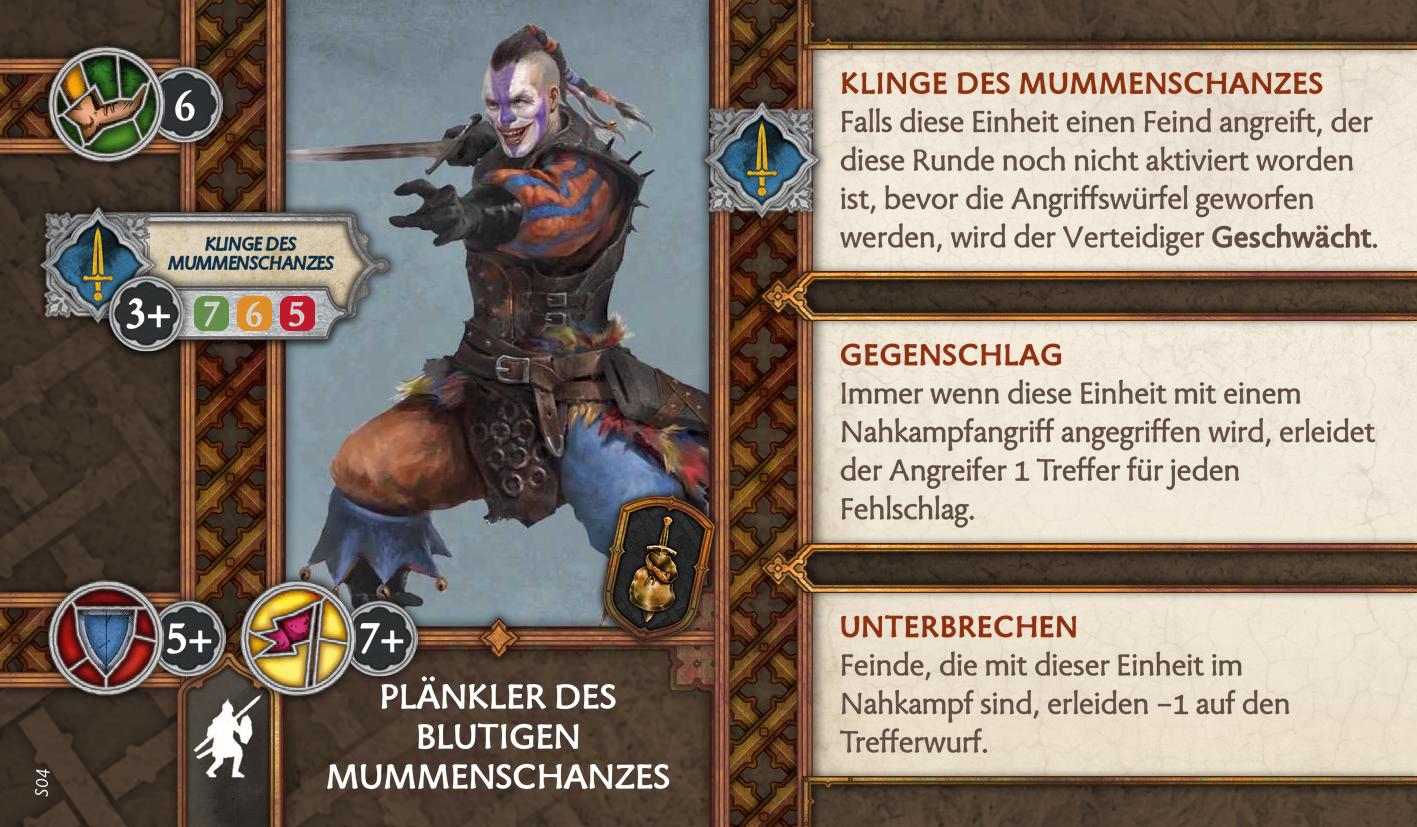 6
KLINGE DES
MUMMENSCHANZES
3+
7 6 5
5+
7+
PLÄNKLER DES
BLUTIGEN
MUMMENSCHANZES
S04
KLINGE DES MUMMENSCHANZES
Falls diese Einheit einen Feind angreift, der
diese Runde noch nicht aktiviert worden
ist, bevor die Angriffswürfel geworfen
werden, wird der Verteidiger Geschwächt.
GEGENSCHLAG
Immer wenn diese Einheit mit einem
Nahkampfangriff angegriffen wird, erleidet
der Angreifer 1 Treffer für jeden
Fehlschlag.
UNTERBRECHEN
Feinde, die mit dieser Einheit im
Nahkampf sind, erleiden −1 auf den
Trefferwurf.